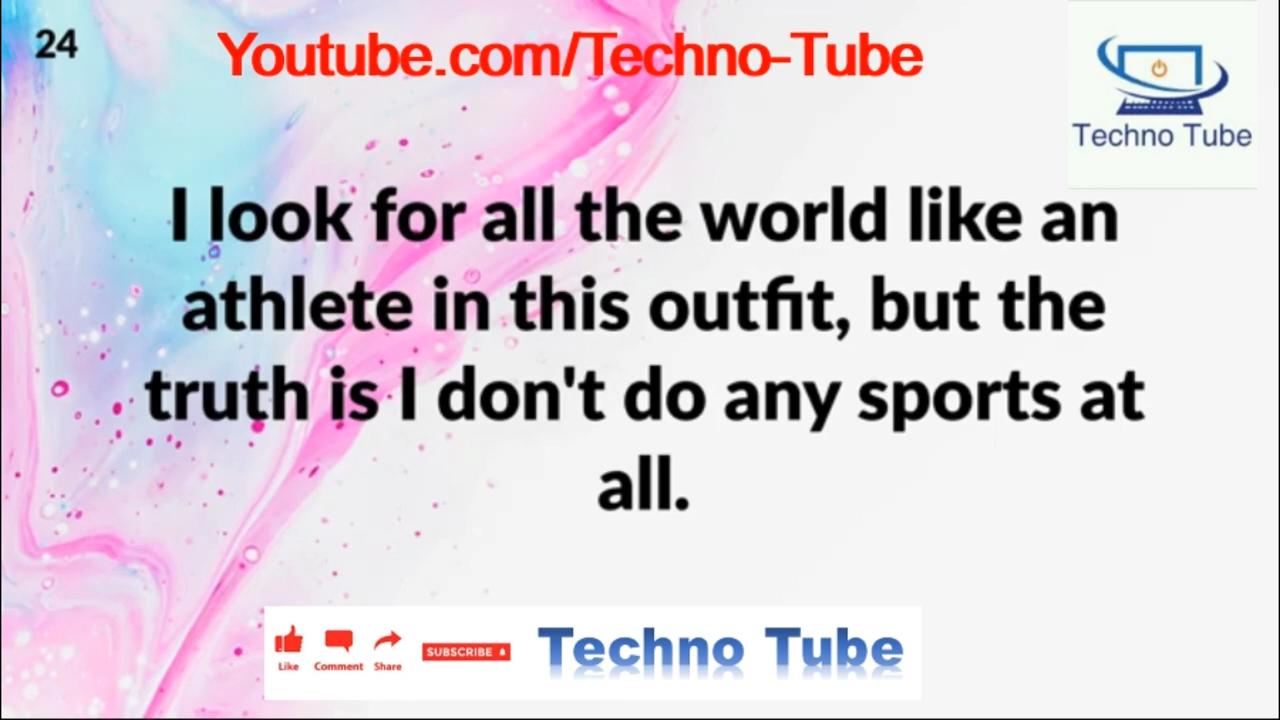 24
Youtube.com/Techno-Tube
Techno Tube
I look for all the world like an
athlete in this outfit, but the
truth is I don't do any sports at
all.
Like Comment Share SUBSCRIBE Techno Tube